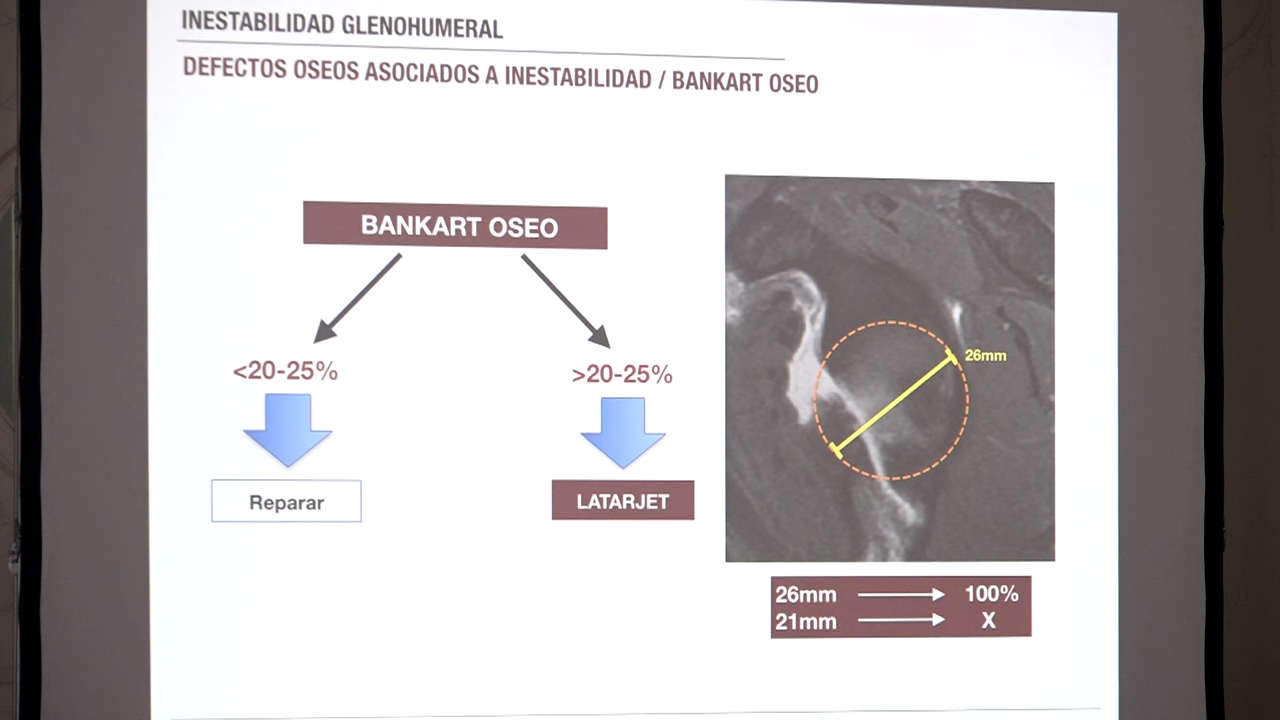 INESTABILIDAD GLENOHUMERAL
DEFECTOS OSEOS ASOCIADOS A INESTABILIDAD / BANKART OSEO
BANKART OSEO
<20-25%
>20-25%
Reparar
LATARJET
26mm
26mm 100%
21mm X